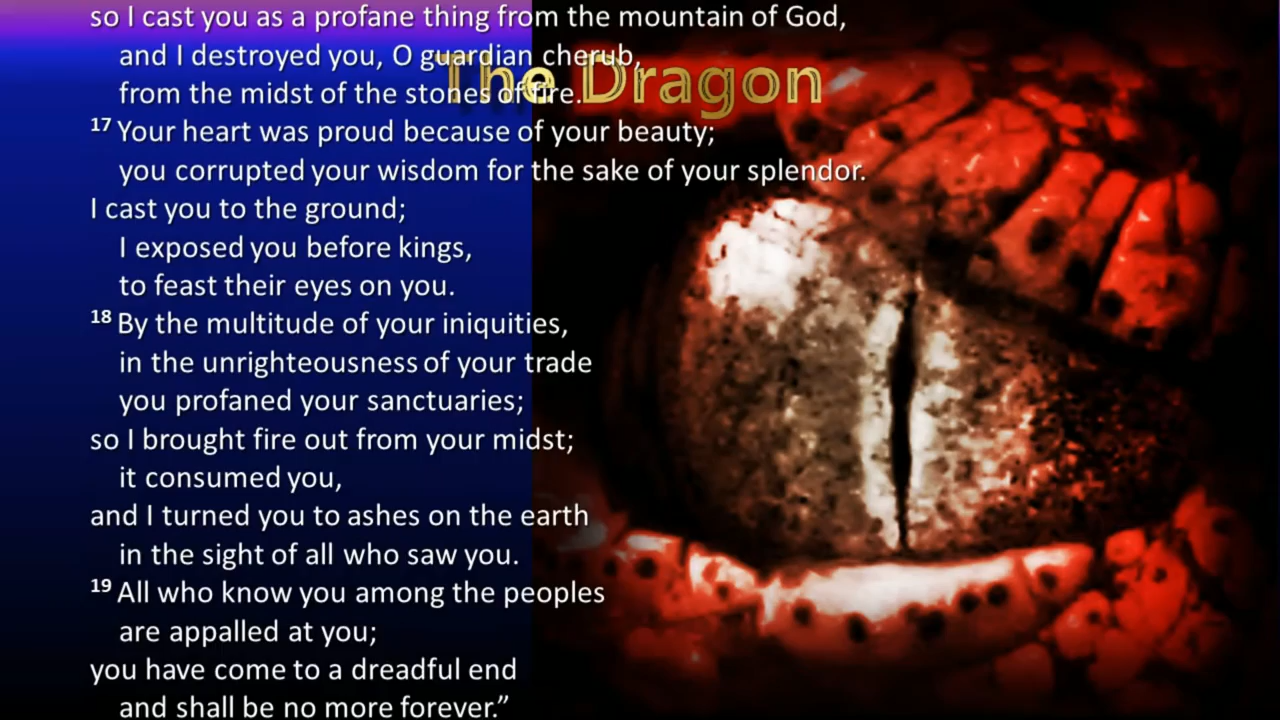 The Dragon
so I cast you as a profane thing from the mountain of God,
and I destroyed you, O guardian cherub,
from the midst of the stones of fire.
17 Your heart was proud because of your beauty;
you corrupted your wisdom for the sake of your splendor.
I cast you to the ground;
I exposed you before kings,
to feast their eyes on you.
18 By the multitude of your iniquities,
in the unrighteousness of your trade
you profaned your sanctuaries;
so I brought fire out from your midst;
it consumed you,
and I turned you to ashes on the earth
in the sight of all who saw you.
19 All who know you among the peoples
are appalled at you;
you have come to a dreadful end
and shall be no more forever.”